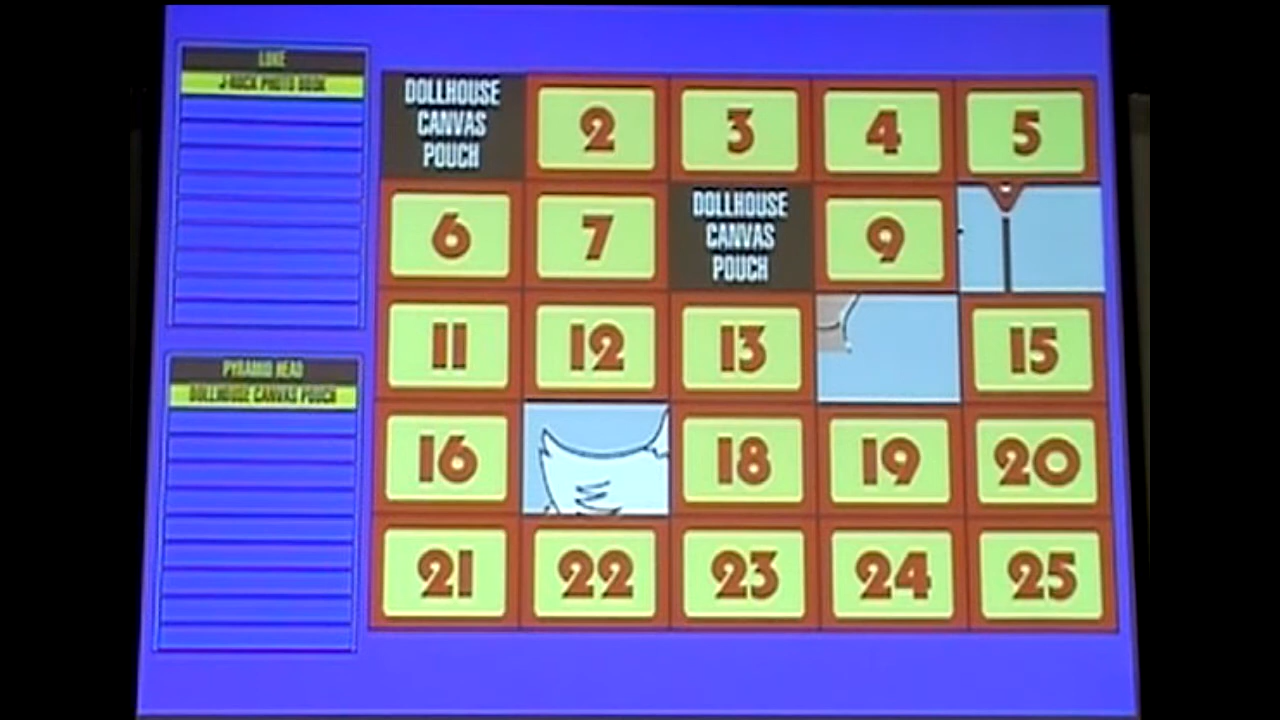 LUKE
J-ROCK PHOTO BOOK
PYRAMID HEAD
DOLLHOUSE CANVAS POUCH
DOLLHOUSE
CANVAS
POUCH
2
3
4
5
6
7
DOLLHOUSE
CANVAS
POUCH
9
11
12
13
15
16
18
19
20
21
22
23
24
25